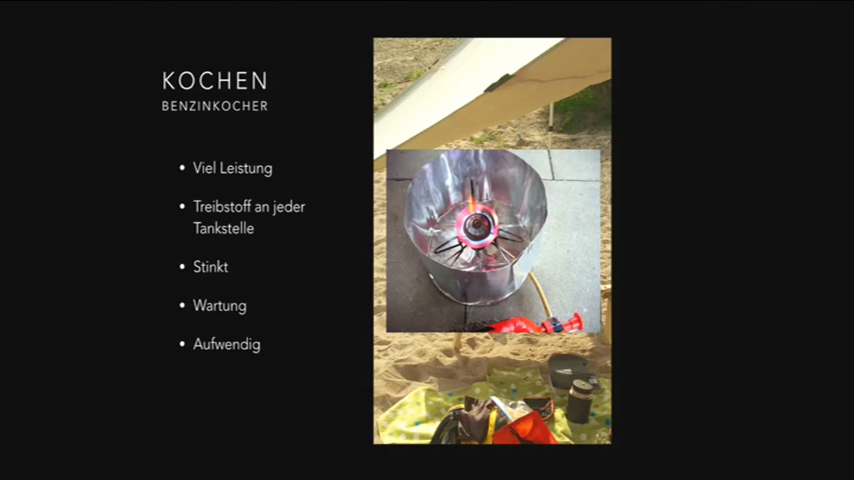 KOCHEN
BENZINKOCHER
• Viel Leistung
• Treibstoff an jeder
Tankstelle
• Stinkt
• Wartung
• Aufwendig